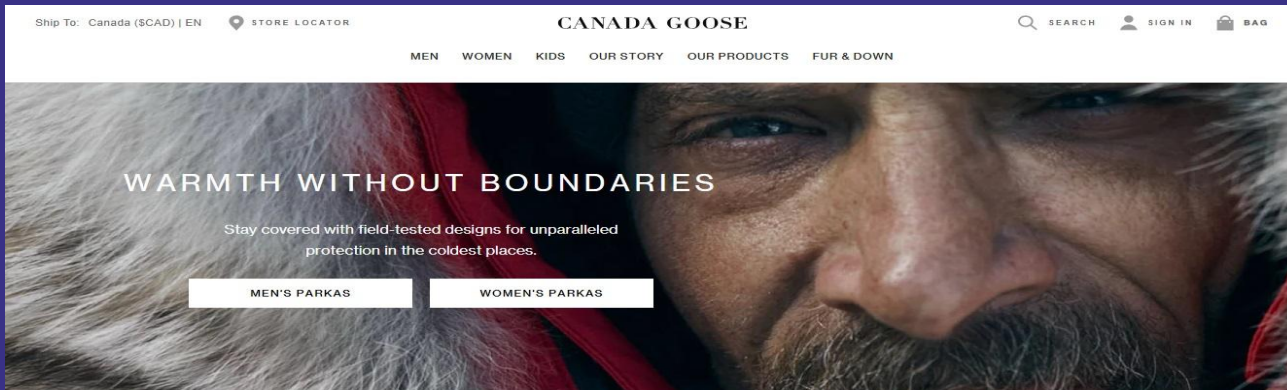 Ship To: Canada ($CAD) | EN STORE LOCATOR CANADA GOOSE SEARCH SIGN IN BAG
MEN WOMEN KIDS OUR STORY OUR PRODUCTS FUR & DOWN
WARMTH WITHOUT BOUNDARIES
Stay covered with field-tested designs for unparalleled
protection in the coldest places.
MEN'S PARKAS WOMEN'S PARKAS